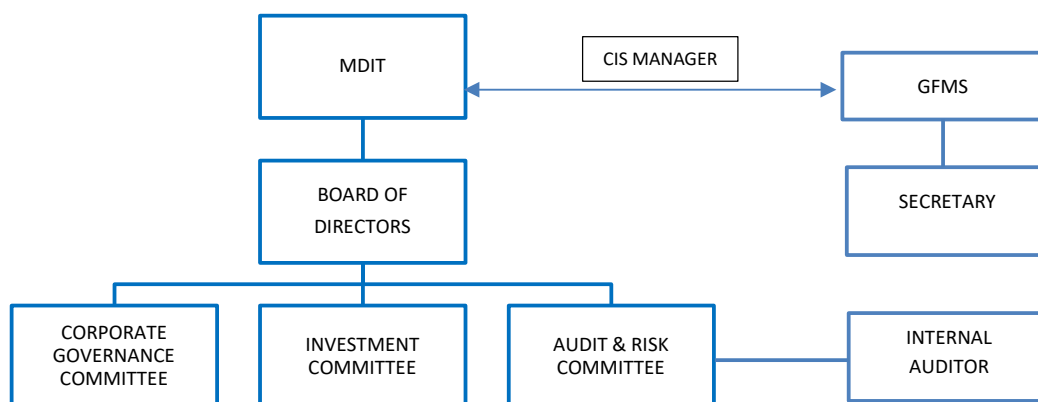 MDIT
CIS MANAGER
GFMS
BOARD OF
DIRECTORS
SECRETARY
CORPORATE
GOVERNANCE
COMMITTEE
INVESTMENT
COMMITTEE
AUDIT & RISK
COMMITTEE
INTERNAL
AUDITOR